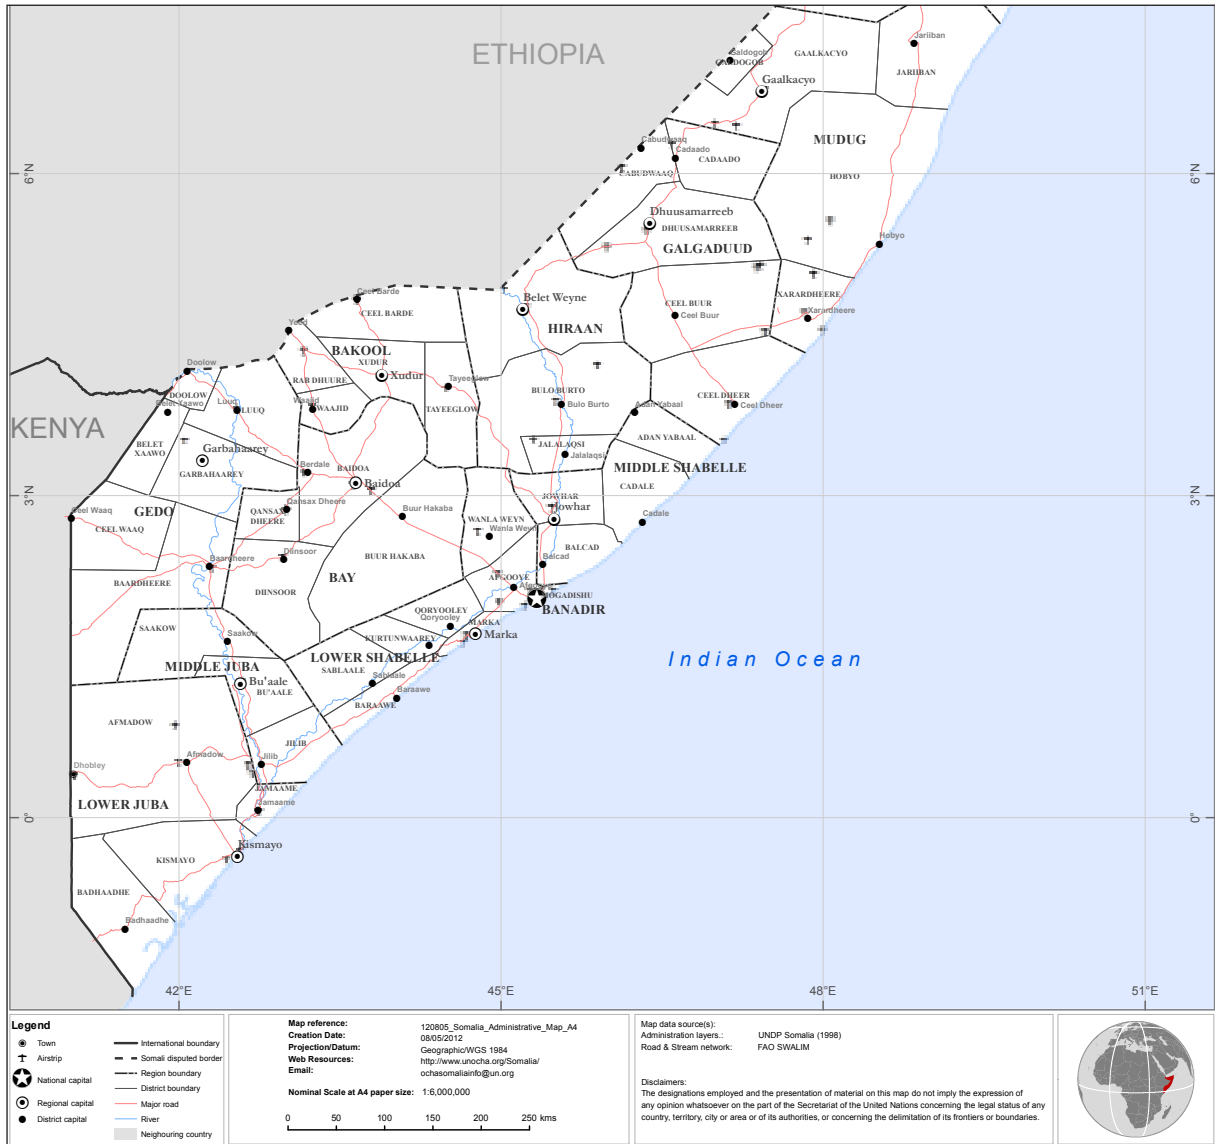 ETHIOPIA
Jariiban
Galdogob
GALDOGOB
GAALKACYO
JARIIBAN
Gaalkacyo
MUDUG
Cabudwaaq
Cadaado
CADAADO
CABUDWAAQ
HOBYO
6°N
6°N
Dhuusamarreeb
DHUUSAMARREEB
GALGADUUD
Hobyo
Ceel Barde
CEEL BARDE
Belet Weyne
HIRAAN
CEEL BUUR
Ceel Buur
XARARDHEERE
Xarardheere
Yeed
BAKOOL
XUDUR
Xudur
RAB DHUURE
Doolow
DOOLOW
Belet Xaawo
Luuq
LUUQ
Waajid
WAAJID
Tayeeglow
TAYEEGLOW
BULO BURTO
Bulo Burto
Adan Yabaal
CEEL DHEER
Ceel Dheer
KENYA
BELET
XAAWO
Garbahaarey
GARBAHAAREY
Berdale
BAIDOA
Baidoa
JALALAQSI
Jalalaqsi
ADAN YABAAL
MIDDLE SHABELLE
CADALE
3°N
3°N
Ceel Waaq
GEDO
CEEL WAAQ
Qansax Dheere
QANSAX
DHEERE
Buur Hakaba
WANLA WEYN
Wanla Weyn
JOWHAR
Jowhar
Cadale
Baardheere
BAARDHEERE
Diinsoor
DIINSOOR
BAY
BUUR HAKABA
BALCAD
Balcad
AFGOOYE
Afgooye
MOGADISHU
BANADIR
SAAKOW
Saakow
QORYOOLEY
Qoryooley
MARKA
Marka
KURTUNWAAREY
LOWER SHABELLE
SABLAALE
Sablaale
MIDDLE JUBA
Bu'aale
BU'AALE
Baraawe
BARAAWE
Indian Ocean
AFMADOW
Afmadow
JILIB
Jilib
Dhobley
LOWER JUBA
JAMAAME
Jamaame
0°
0°
Kismayo
KISMAYO
BADHAADHE
Badhaadhe
42°E
45°E
48°E
51°E
Legend
Town
Airstrip
National capital
Regional capital
District capital
International boundary
Somali disputed border
Region boundary
District boundary
Major road
River
Neighouring country
Map reference: 120805_Somalia_Administrative_Map_A4
Creation Date: 08/05/2012
Projection/Datum: Geographic/WGS 1984
Web Resources: http://www.unocha.org/Somalia/
Email: ochasomaliainfo@un.org
Nominal Scale at A4 paper size: 1:6,000,000
0 50 100 150 200 250 kms
Map data source(s):
Administration layers.: UNDP Somalia (1998)
Road & Stream network: FAO SWALIM
Disclaimers:
The designations employed and the presentation of material on this map do not imply the expression of
any opinion whatsoever on the part of the Secretariat of the United Nations concerning the legal status of any
country, territory, city or area or of its authorities, or concerning the delimitation of its frontiers or boundaries.